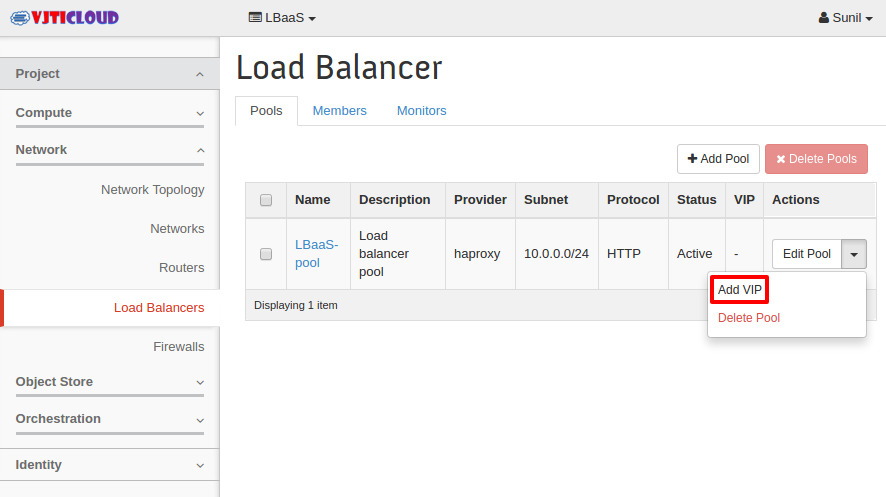 VJTICLOUD
LBaaS
Sunil
Project
Compute
Network
Network Topology
Networks
Routers
Load Balancers
Firewalls
Object Store
Orchestration
Identity
Load Balancer
Pools Members Monitors
Add Pool Delete Pools
Name Description Provider Subnet Protocol Status VIP Actions
LBaaS-
pool
Load
balancer
pool
haproxy
10.0.0.0/24
HTTP
Active
-
Edit Pool
Displaying 1 item
Add VIP
Delete Pool